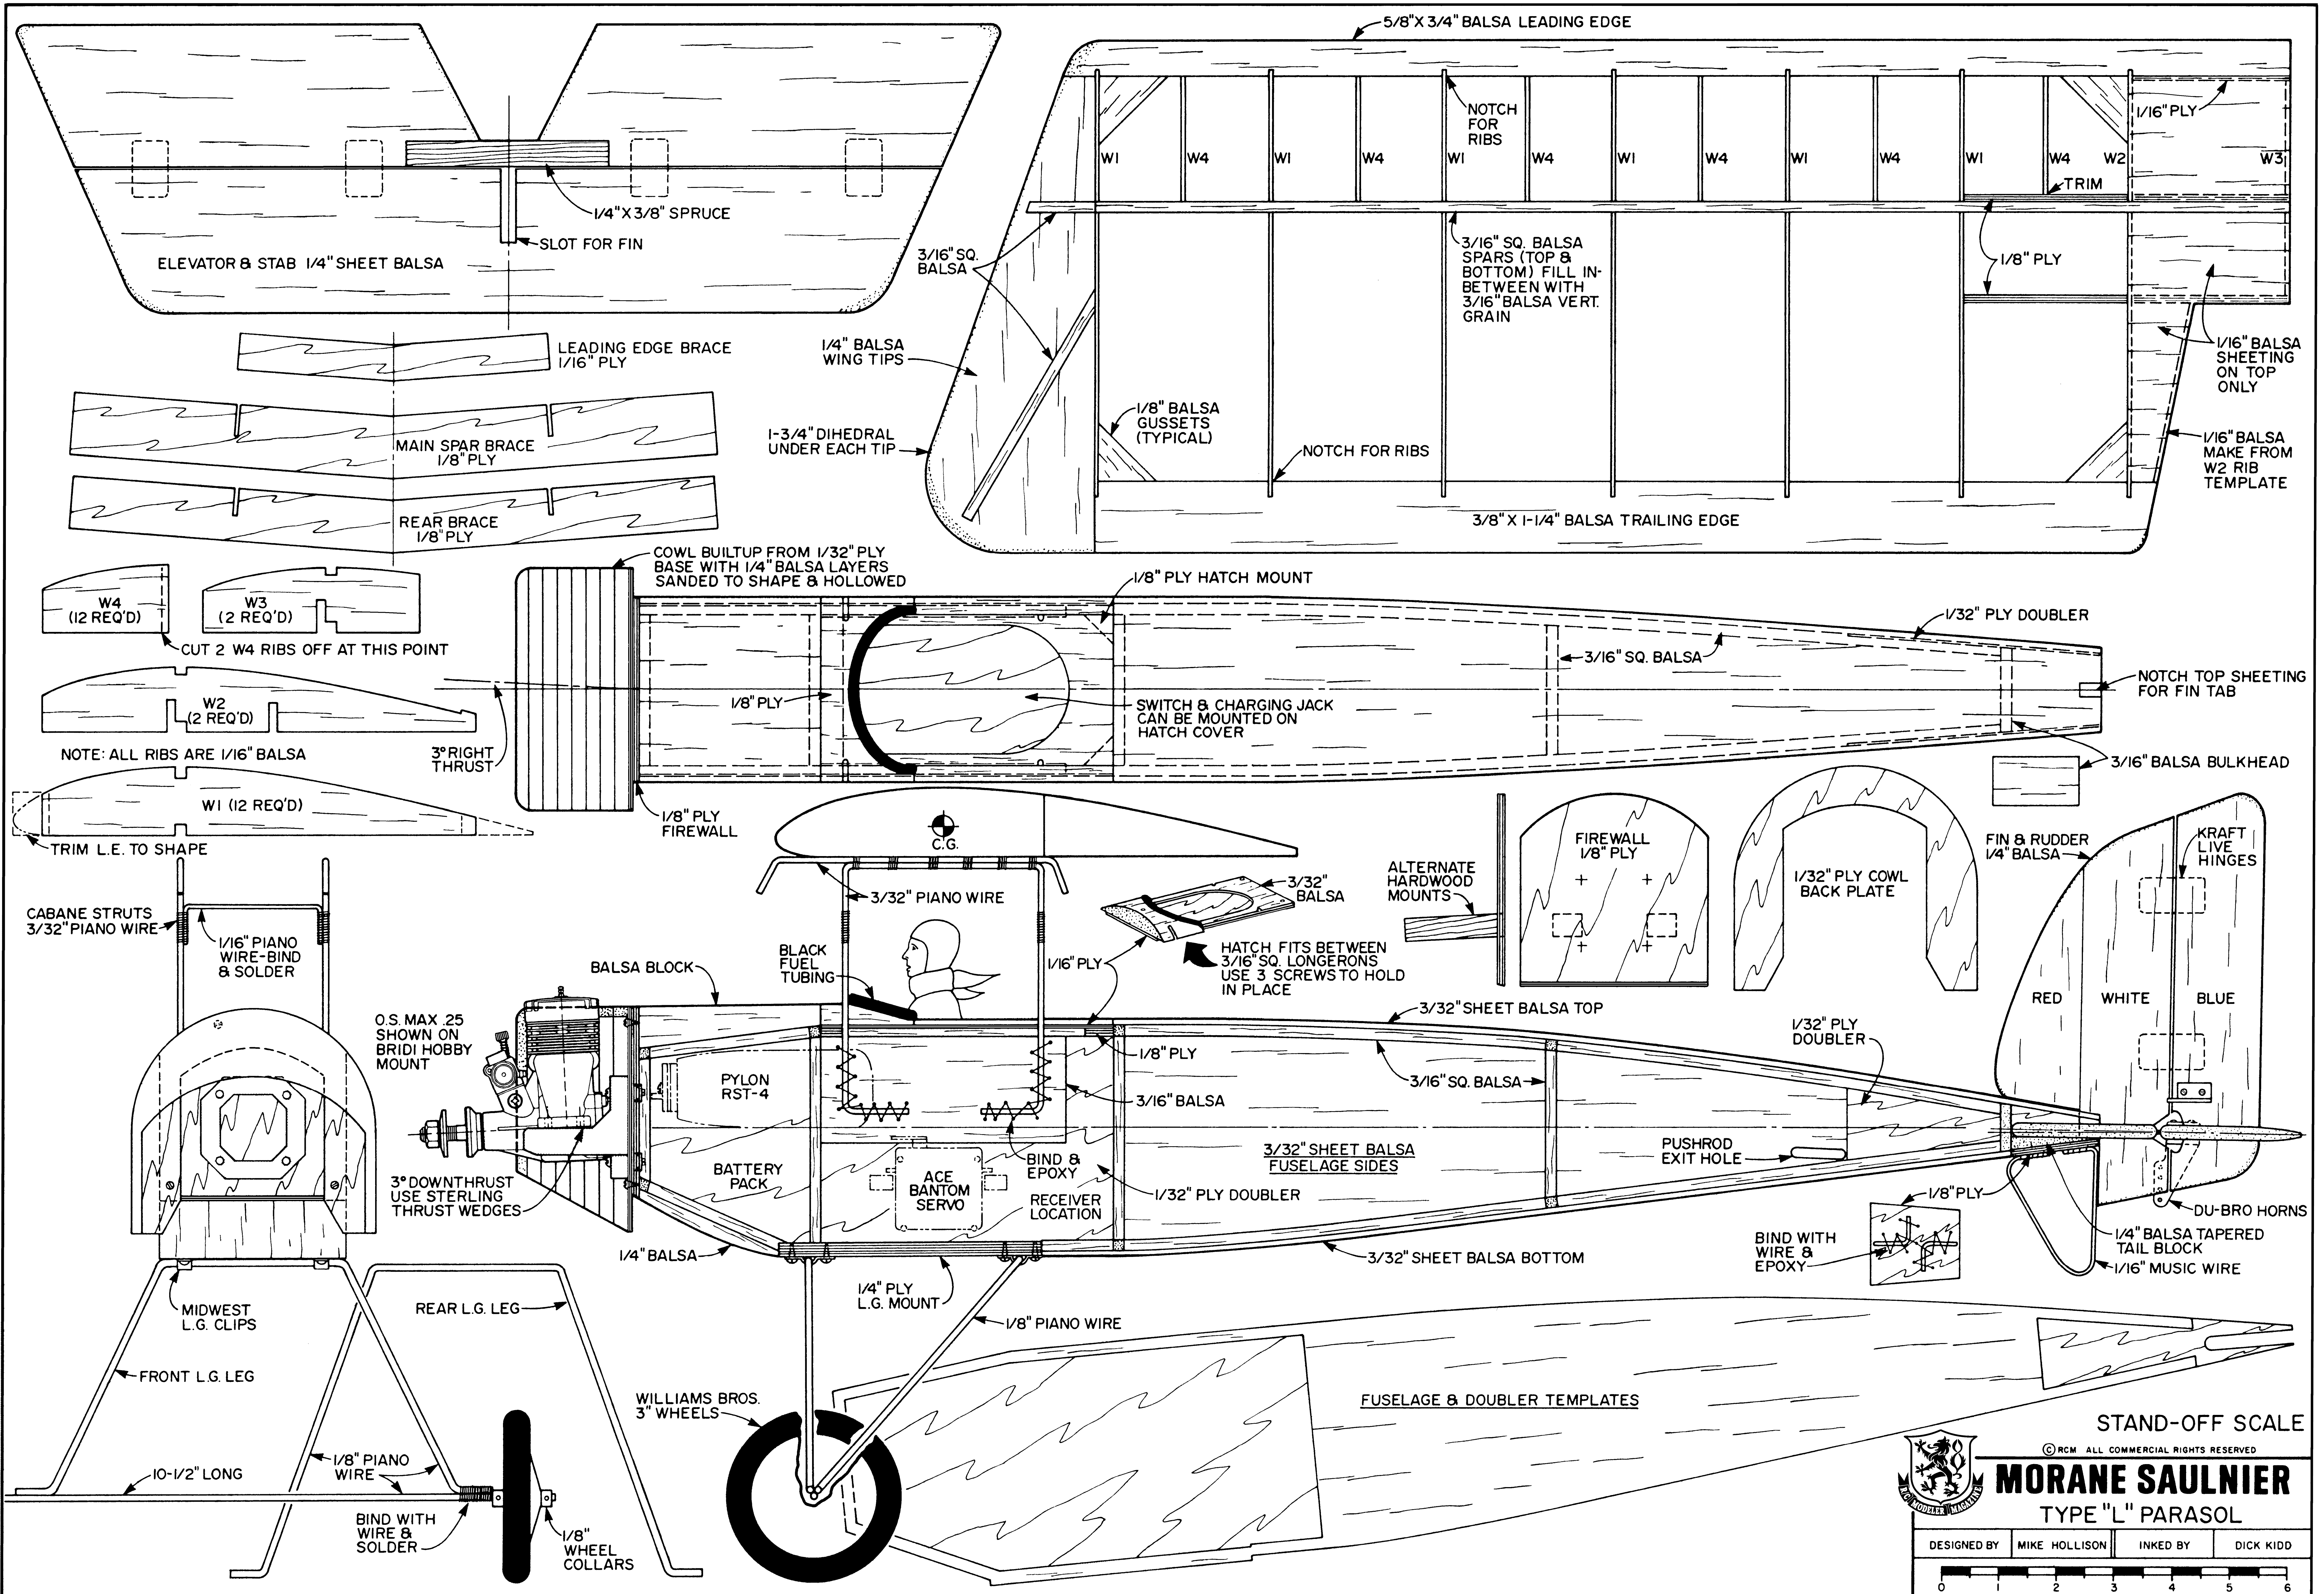 5/8" X 3/4" BALSA LEADING EDGE
NOTCH
FOR
RIBS
1/16" PLY
W1
W4
W1
W4
W1
W4
W1
W4
W1
W4
W1
W4
W2
W3
TRIM
1/4" X 3/8" SPRUCE
SLOT FOR FIN
ELEVATOR & STAB 1/4" SHEET BALSA
3/16" SQ.
BALSA
3/16" SQ. BALSA
SPARS (TOP &
BOTTOM) FILL IN-
BETWEEN WITH
3/16" BALSA VERT.
GRAIN
1/8" PLY
LEADING EDGE BRACE
1/16" PLY
1/4" BALSA
WING TIPS
1/16" BALSA
SHEETING
ON TOP
ONLY
MAIN SPAR BRACE
1/8" PLY
1-3/4" DIHEDRAL
UNDER EACH TIP
1/8" BALSA
GUSSETS
(TYPICAL)
NOTCH FOR RIBS
1/16" BALSA
MAKE FROM
W2 RIB
TEMPLATE
REAR BRACE
1/8" PLY
3/8" X 1-1/4" BALSA TRAILING EDGE
COWL BUILTUP FROM 1/32" PLY
BASE WITH 1/4" BALSA LAYERS
SANDED TO SHAPE & HOLLOWED
1/8" PLY HATCH MOUNT
W4
(12 REQ'D)
W3
(2 REQ'D)
CUT 2 W4 RIBS OFF AT THIS POINT
1/32" PLY DOUBLER
3/16" SQ. BALSA
W2
(2 REQ'D)
1/8" PLY
SWITCH & CHARGING JACK
CAN BE MOUNTED ON
HATCH COVER
NOTCH TOP SHEETING
FOR FIN TAB
NOTE: ALL RIBS ARE 1/16" BALSA
3° RIGHT
THRUST
3/16" BALSA BULKHEAD
W1 (12 REQ'D)
TRIM L.E. TO SHAPE
1/8" PLY
FIREWALL
C.G.
FIREWALL
1/8" PLY
1/32" PLY COWL
BACK PLATE
FIN & RUDDER
1/4" BALSA
KRAFT
LIVE
HINGES
ALTERNATE
HARDWOOD
MOUNTS
CABANE STRUTS
3/32" PIANO WIRE
1/16" PIANO
WIRE-BIND
& SOLDER
3/32" PIANO WIRE
3/32"
BALSA
HATCH FITS BETWEEN
3/16" SQ. LONGERONS
USE 3 SCREWS TO HOLD
IN PLACE
BALSA BLOCK
BLACK
FUEL
TUBING
1/16" PLY
RED
WHITE
BLUE
O.S. MAX .25
SHOWN ON
BRIDI HOBBY
MOUNT
3/32" SHEET BALSA TOP
1/32" PLY
DOUBLER
1/8" PLY
PYLON
RST-4
3/16" SQ. BALSA
3/16" BALSA
3/32" SHEET BALSA
FUSELAGE SIDES
PUSHROD
EXIT HOLE
BIND &
EPOXY
BATTERY
PACK
ACE
BANTOM
SERVO
RECEIVER
LOCATION
1/32" PLY DOUBLER
3° DOWNTHRUST
USE STERLING
THRUST WEDGES
1/8" PLY
DU-BRO HORNS
1/4" BALSA TAPERED
TAIL BLOCK
1/16" MUSIC WIRE
BIND WITH
WIRE &
EPOXY
1/4" BALSA
3/32" SHEET BALSA BOTTOM
1/4" PLY
L.G. MOUNT
MIDWEST
L.G. CLIPS
REAR L.G. LEG
1/8" PIANO WIRE
FRONT L.G. LEG
WILLIAMS BROS.
3" WHEELS
FUSELAGE & DOUBLER TEMPLATES
1/8" PIANO
WIRE
10-1/2" LONG
BIND WITH
WIRE &
SOLDER
1/8"
WHEEL
COLLARS
STAND-OFF SCALE
© RCM ALL COMMERCIAL RIGHTS RESERVED
R/C MODELER MAGAZINE
MORANE SAULNIER
TYPE "L" PARASOL
DESIGNED BY MIKE HOLLISON INKED BY DICK KIDD
0 1 2 3 4 5 6